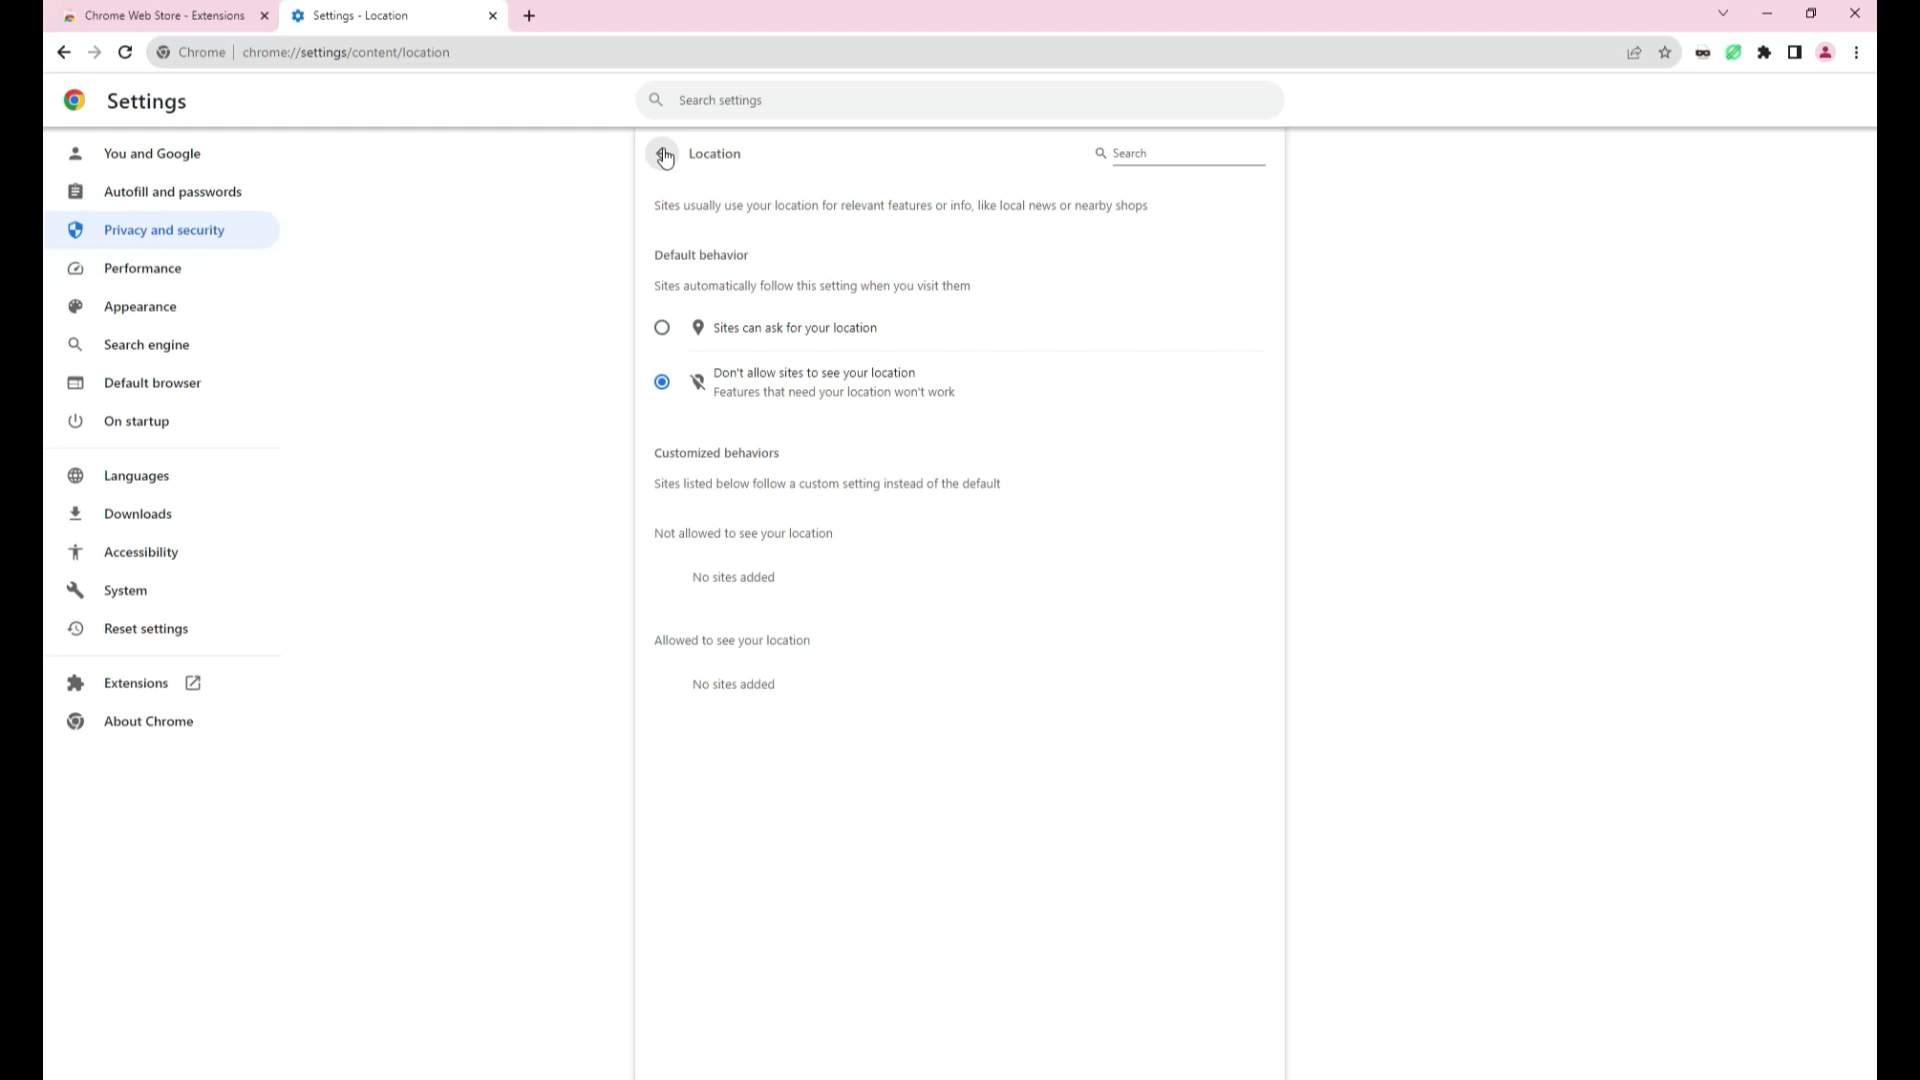 Chrome Web Store - Extensions
Settings - Location
Chrome
chrome://settings/content/location
Settings
Search settings
You and Google
Autofill and passwords
Privacy and security
Performance
Appearance
Search engine
Default browser
On startup
Languages
Downloads
Accessibility
System
Reset settings
Extensions
About Chrome
Location
Search
Sites usually use your location for relevant features or info, like local news or nearby shops
Default behavior
Sites automatically follow this setting when you visit them
Sites can ask for your location
Don't allow sites to see your location
Features that need your location won't work
Customized behaviors
Sites listed below follow a custom setting instead of the default
Not allowed to see your location
No sites added
Allowed to see your location
No sites added